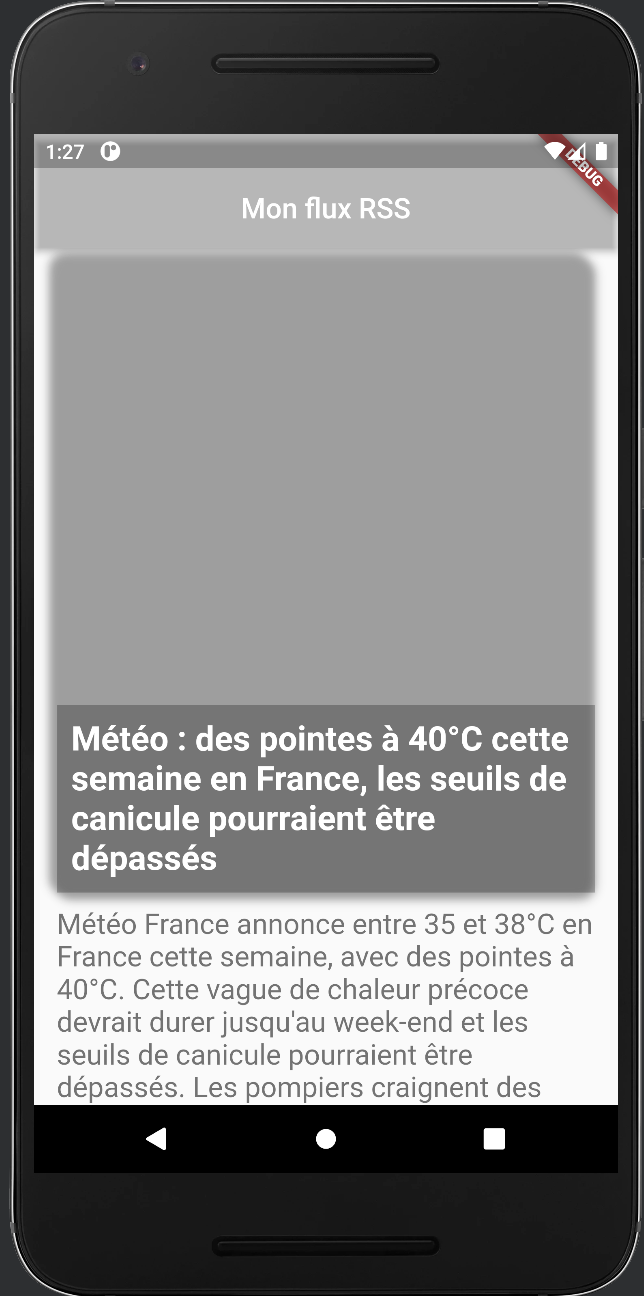 1:27
DEBUG
Mon flux RSS
Météo : des pointes à 40°C cette
semaine en France, les seuils de
canicule pourraient être
dépassés
Météo France annonce entre 35 et 38°C en
France cette semaine, avec des pointes à
40°C. Cette vague de chaleur précoce
devrait durer jusqu'au week-end et les
seuils de canicule pourraient être
dépassés. Les pompiers craignent des